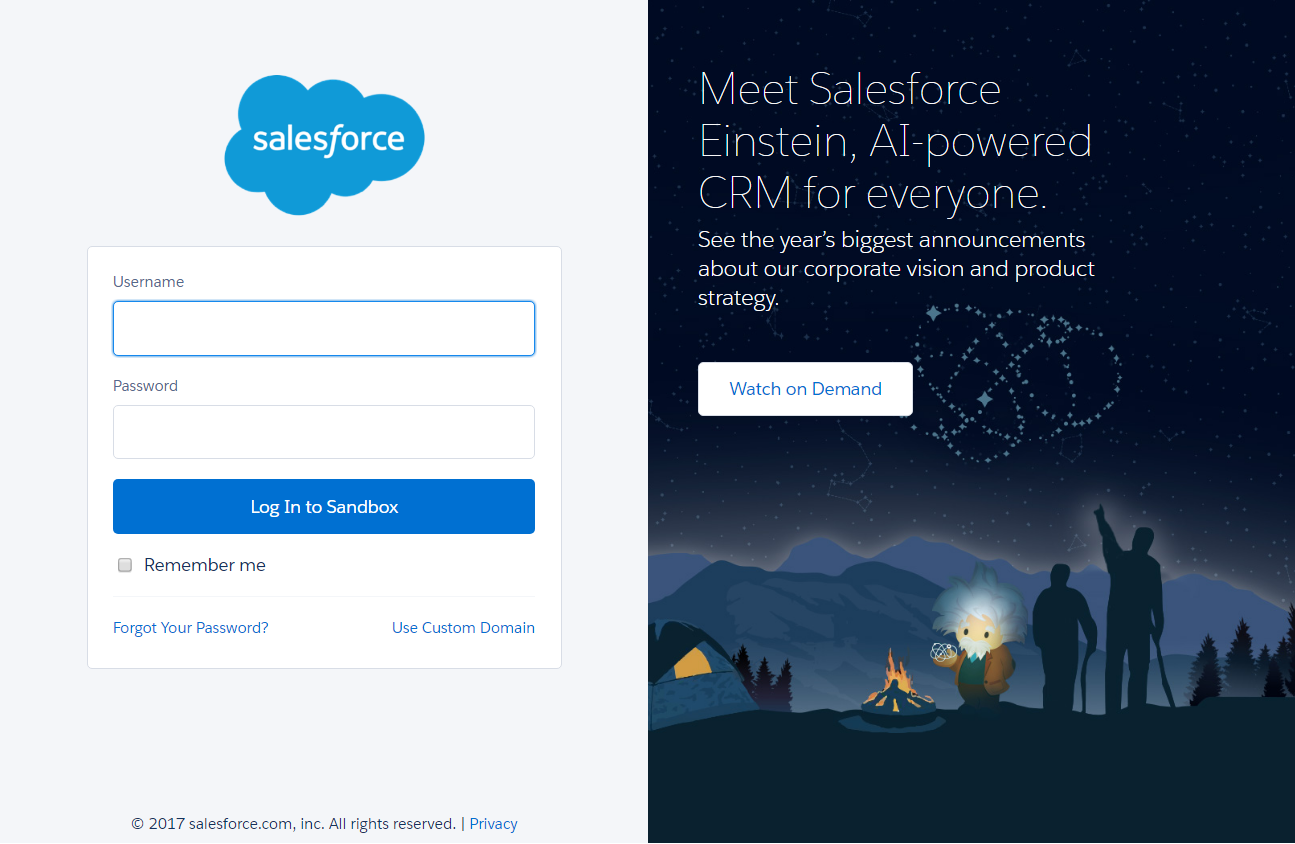 salesforce
Username
Password
Log In to Sandbox
Remember me
Forgot Your Password?
Use Custom Domain
© 2017 salesforce.com, inc. All rights reserved. | Privacy
Meet Salesforce
Einstein, AI-powered
CRM for everyone.
See the year’s biggest announcements
about our corporate vision and product
strategy.
Watch on Demand